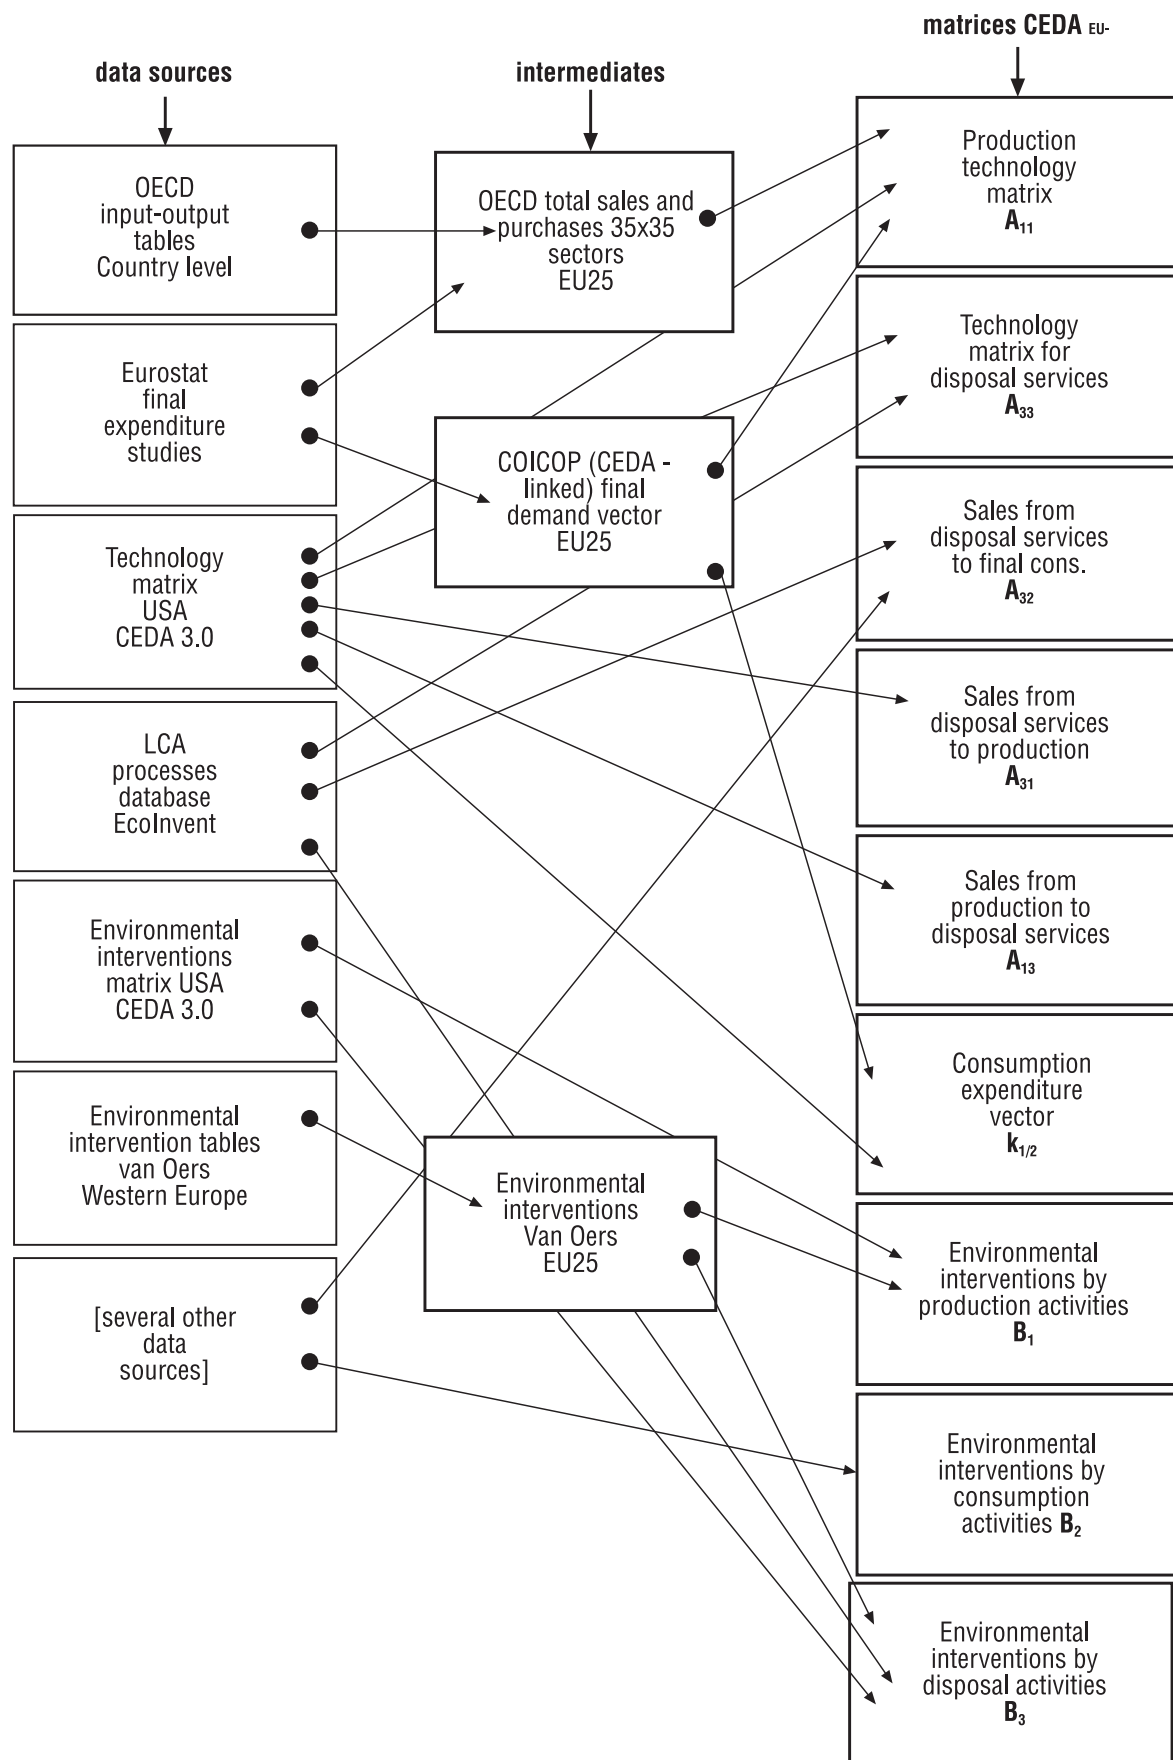 matrices CEDA EU-
data sources
intermediates
OECD
input-output
tables
Country level
Eurostat
final
expenditure
studies
Technology
matrix
USA
CEDA 3.0
LCA
processes
database
EcoInvent
Environmental
interventions
matrix USA
CEDA 3.0
Environmental
intervention tables
van Oers
Western Europe
[several other
data
sources]
OECD total sales and
purchases 35x35
sectors
EU25
COICOP (CEDA -
linked) final
demand vector
EU25
Environmental
interventions
Van Oers
EU25
Production
technology
matrix
A11
Technology
matrix for
disposal services
A33
Sales from
disposal services
to final cons.
A32
Sales from
disposal services
to production
A31
Sales from
production to
disposal services
A13
Consumption
expenditure
vector
k1/2
Environmental
interventions by
production activities
B1
Environmental
interventions by
consumption
activities B2
Environmental
interventions by
disposal activities
B3